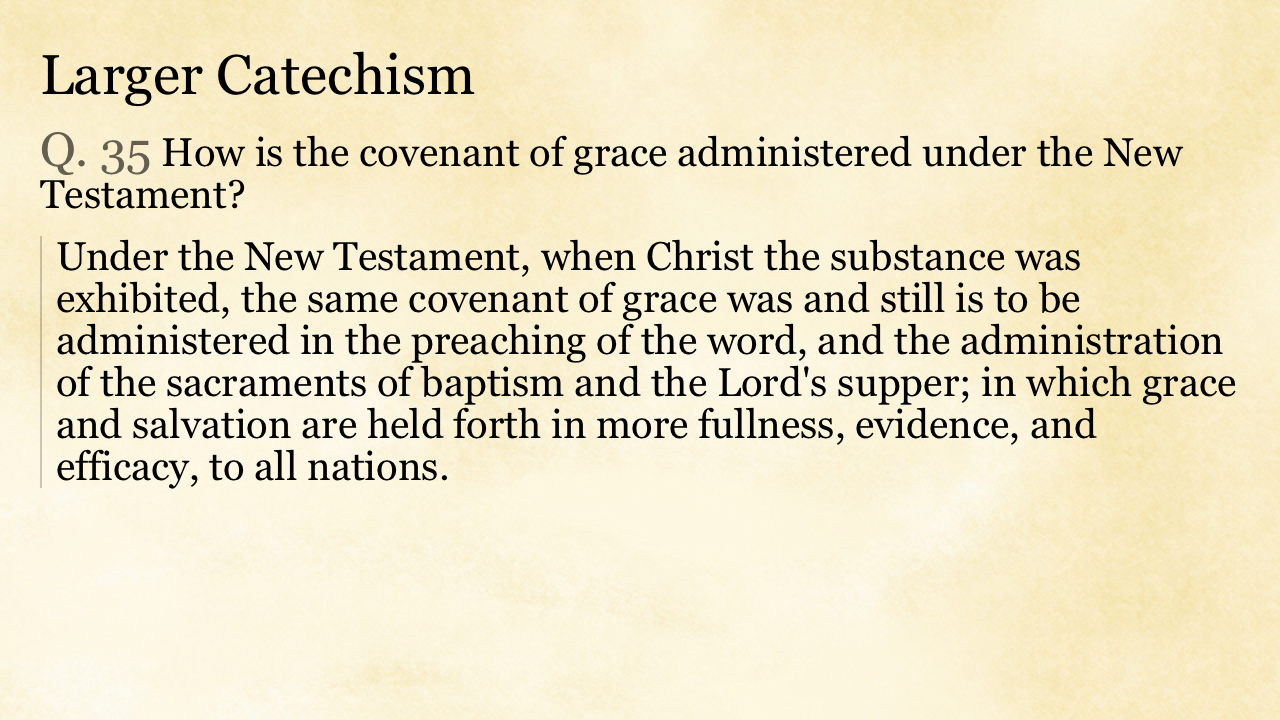 Larger Catechism
Q. 35 How is the covenant of grace administered under the New
Testament?
Under the New Testament, when Christ the substance was
exhibited, the same covenant of grace was and still is to be
administered in the preaching of the word, and the administration
of the sacraments of baptism and the Lord's supper; in which grace
and salvation are held forth in more fullness, evidence, and
efficacy, to all nations.